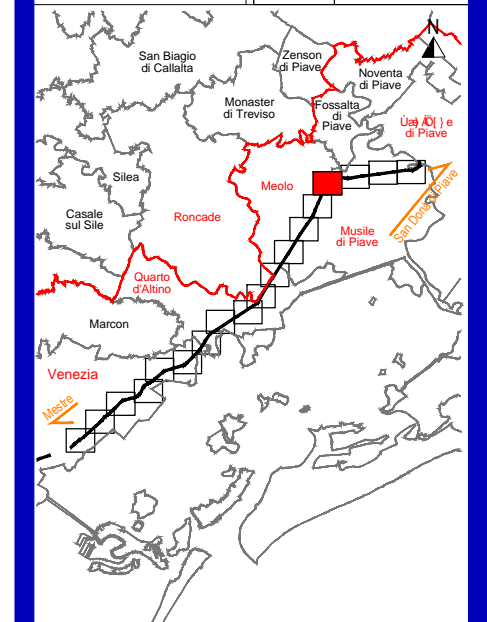 N
San Biagio
di Callalta
Zenson
di Piave
Noventa
di Piave
Monaster
di Treviso
Fossalta
di
Piave
di Piave
Silea
Meolo
Casale
sul Sile
Roncade
Musile
di Piave
San Dona di Piave
Quarto
d'Altino
Marcon
Venezia
Mestre